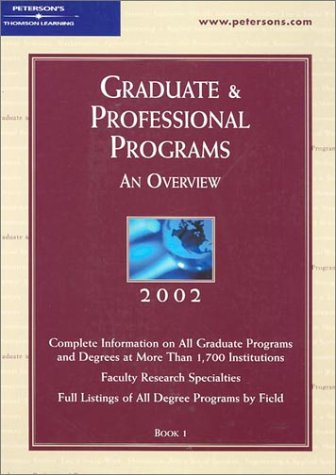 PETERSON'S
THOMSON LEARNING
www.petersons.com
GRADUATE &
PROFESSIONAL
PROGRAMS
AN OVERVIEW
2002
Complete Information on All Graduate Programs
and Degrees at More Than 1,700 Institutions
Faculty Research Specialties
Full Listings of All Degree Programs by Field
BOOK 1